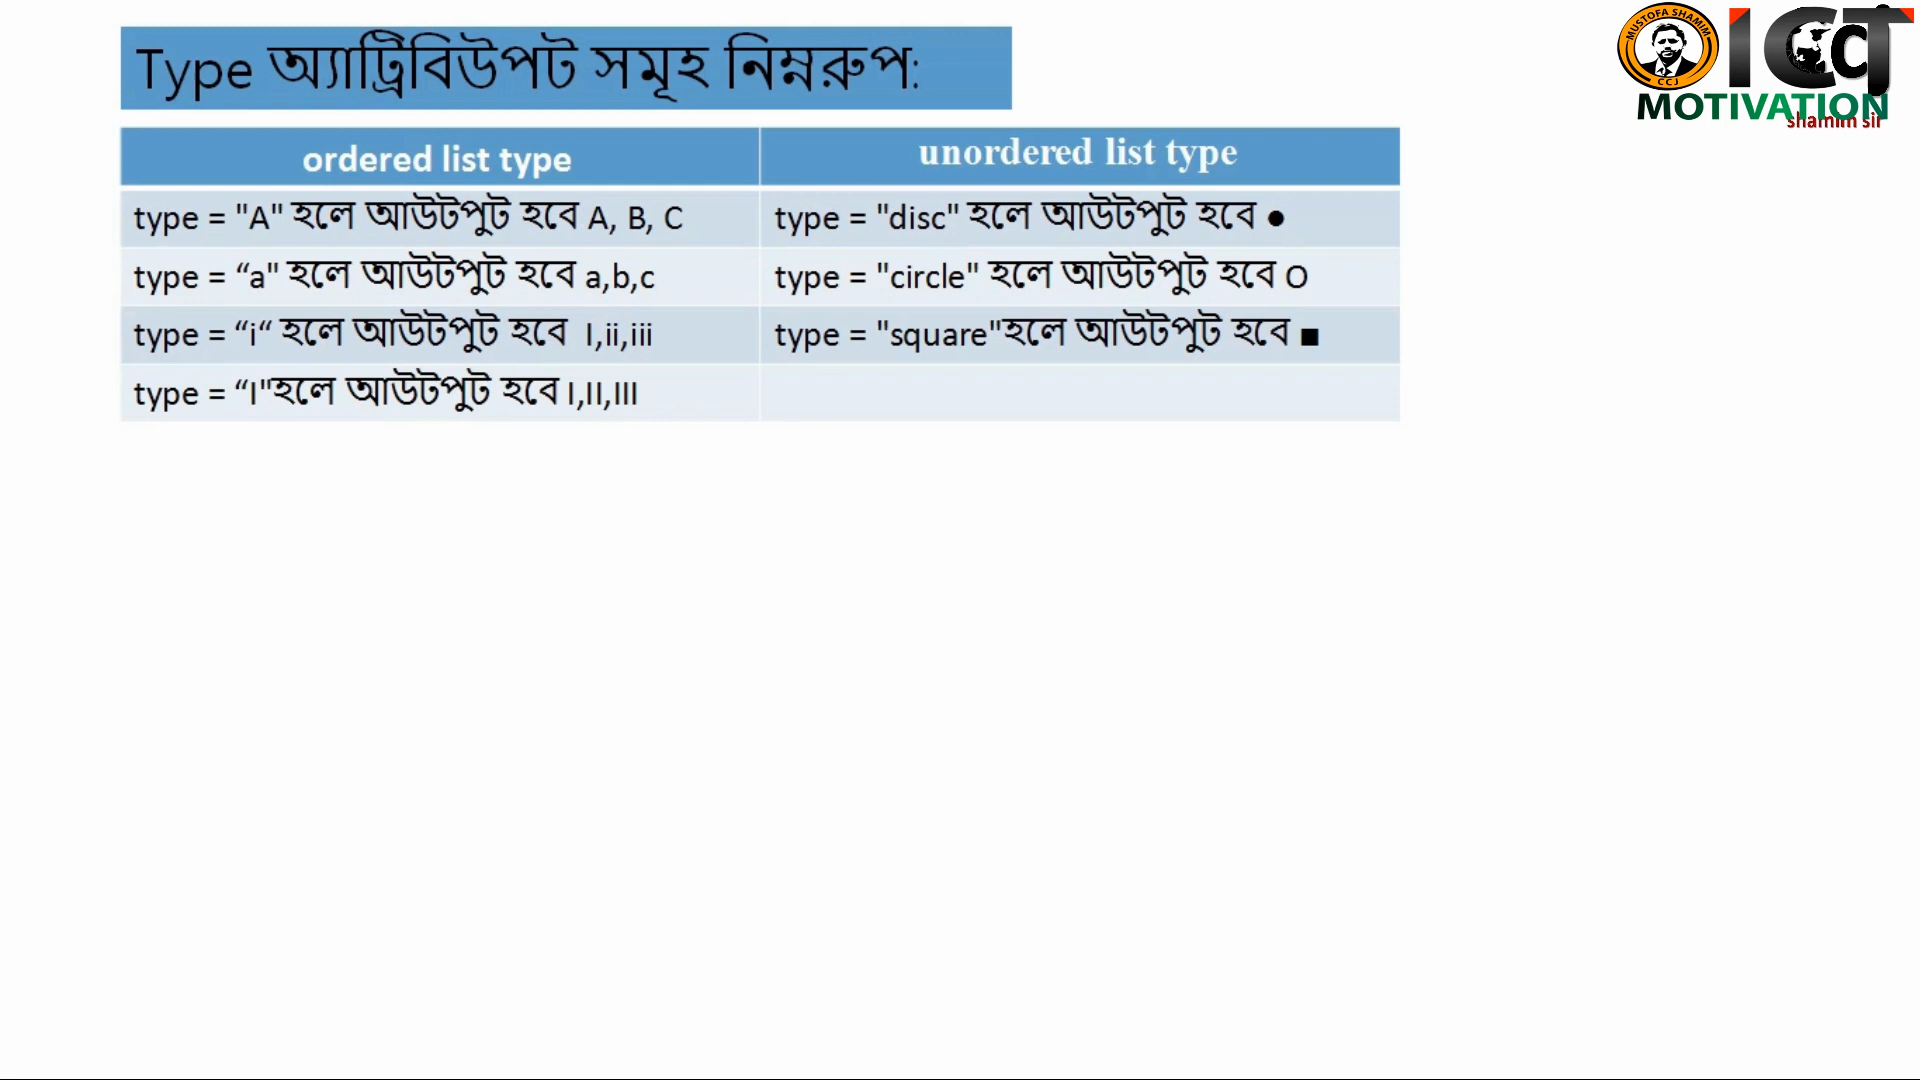 Type অ্যাট্রিবিউপট সমূহ নিম্নরুপ:
ordered list type
unordered list type
type = "A" হলে আউটপুট হবে A, B, C
type = "disc" হলে আউটপুট হবে ●
type = “a" হলে আউটপুট হবে a,b,c
type = "circle" হলে আউটপুট হবে O
type = “i“ হলে আউটপুট হবে I,ii,iii
type = "square"হলে আউটপুট হবে ■
type = “I"হলে আউটপুট হবে I,II,III
MUSTOFA SHAMIM
CCJ
ICT
CCJ
MOTIVATION
shamim sir